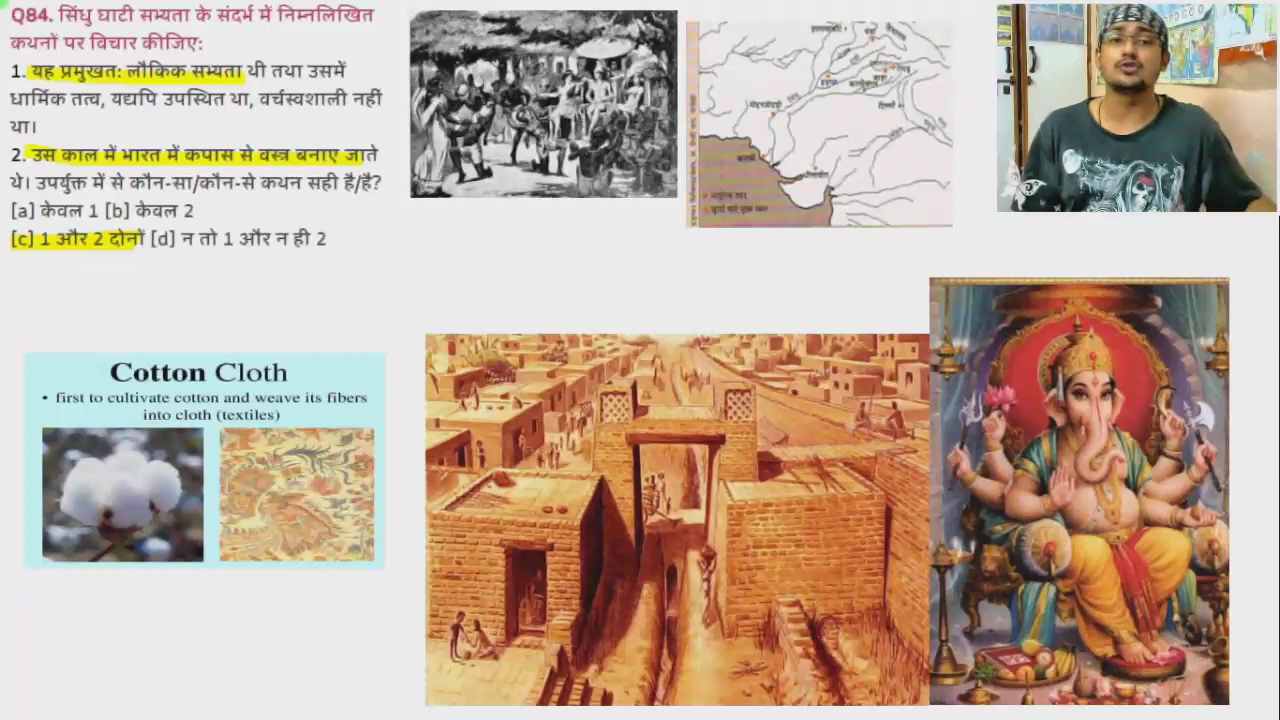 Q84. सिंधु घाटी सभ्यता के संदर्भ में निम्नलिखित
कथनों पर विचार कीजिए:
1. यह प्रमुखत: लौकिक सभ्यता थी तथा उसमें
धार्मिक तत्व, यद्यपि उपस्थित था, वर्चस्वशाली नहीं
था।
2. उस काल में भारत में कपास से वस्त्र बनाए जाते
थे। उपर्युक्त में से कौन-सा/कौन-से कथन सही है/है?
[a] केवल 1 [b] केवल 2
[c] 1 और 2 दोनों [d] न तो 1 और न ही 2
Cotton Cloth
• first to cultivate cotton and weave its fibers
into cloth (textiles)